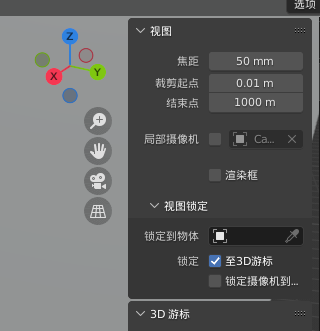 选项
视图
焦距 50 mm
裁剪起点 0.01 m
结束点 1000 m
局部摄像机 Ca...
渲染框
视图锁定
锁定到物体
锁定 至3D游标
锁定摄像机到...
3D 游标
Z
Y
X